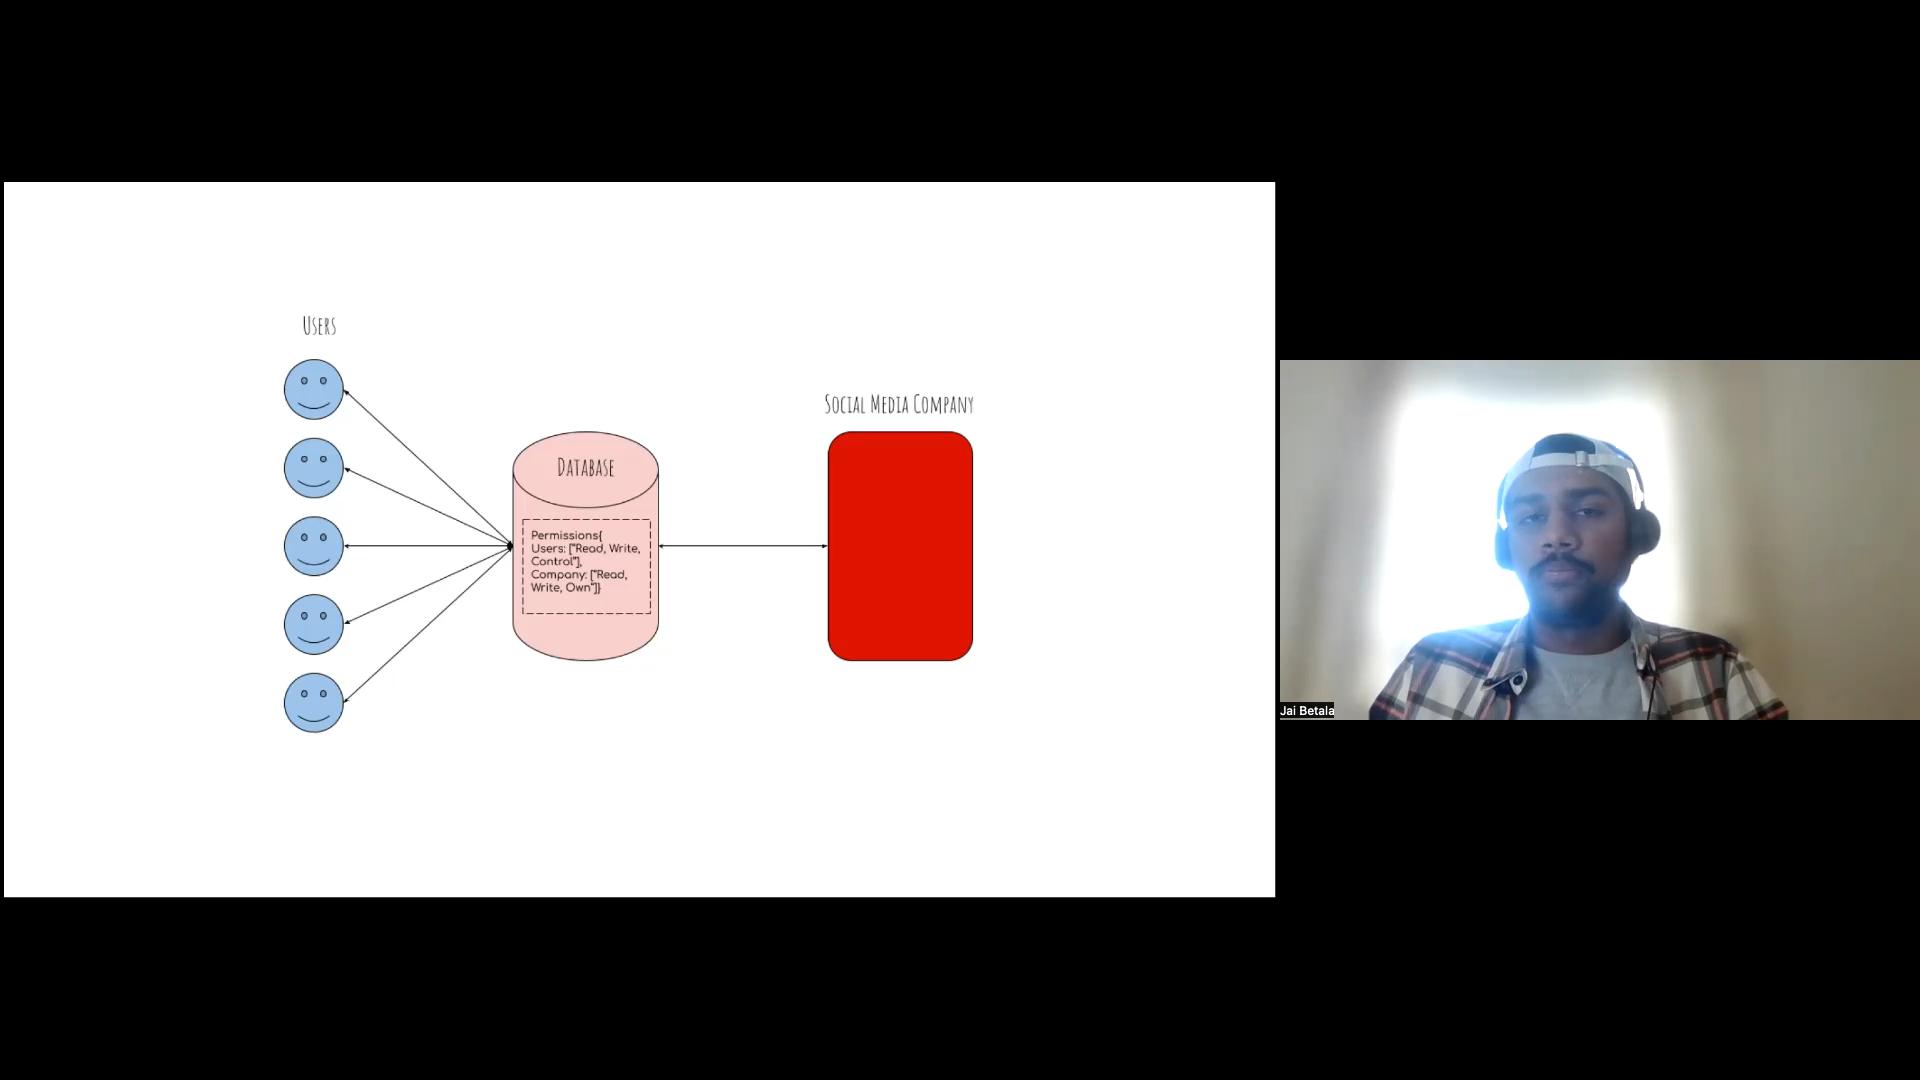 Users
Social Media Company
Database
Permissions{
Users: ["Read, Write,
Control"],
Company: ["Read,
Write, Own"]}
Jai Betala